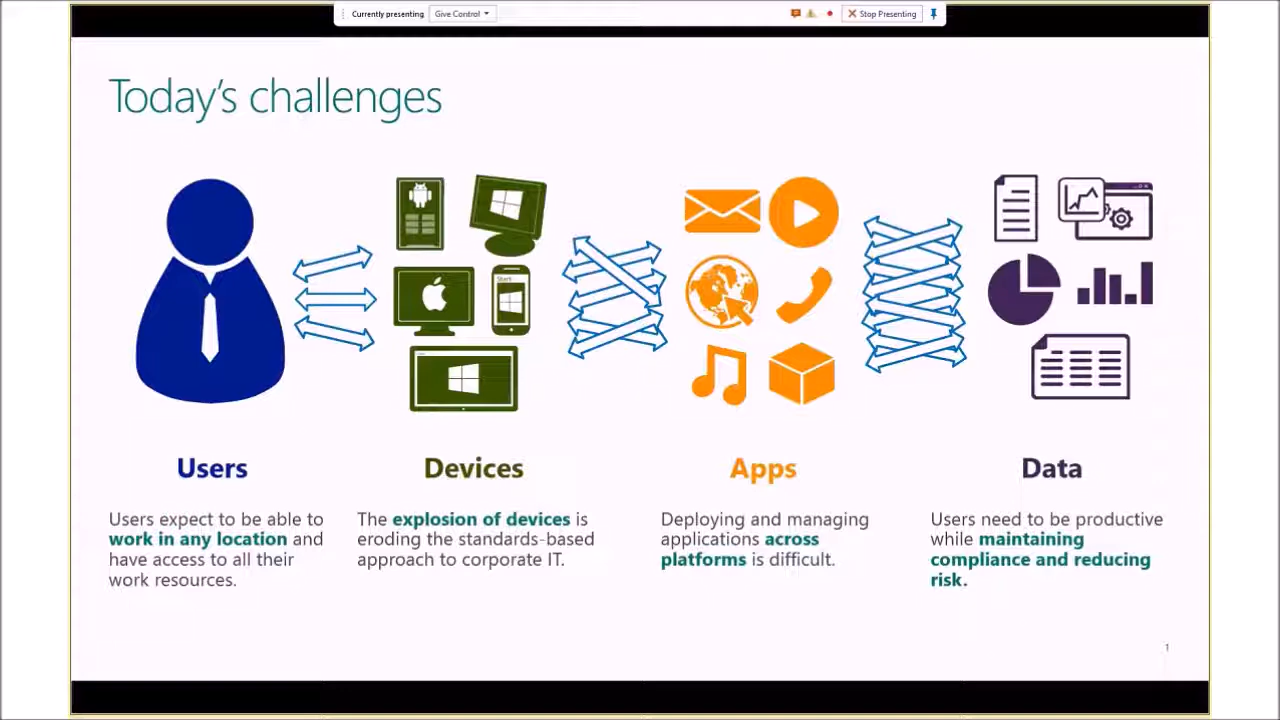 Currently presenting
Give Control
Stop Presenting
Today's challenges
Start
Users
Users expect to be able to
work in any location and
have access to all their
work resources.
Devices
The explosion of devices is
eroding the standards-based
approach to corporate IT.
Apps
Deploying and managing
applications across
platforms is difficult.
Data
Users need to be productive
while maintaining
compliance and reducing
risk.
1